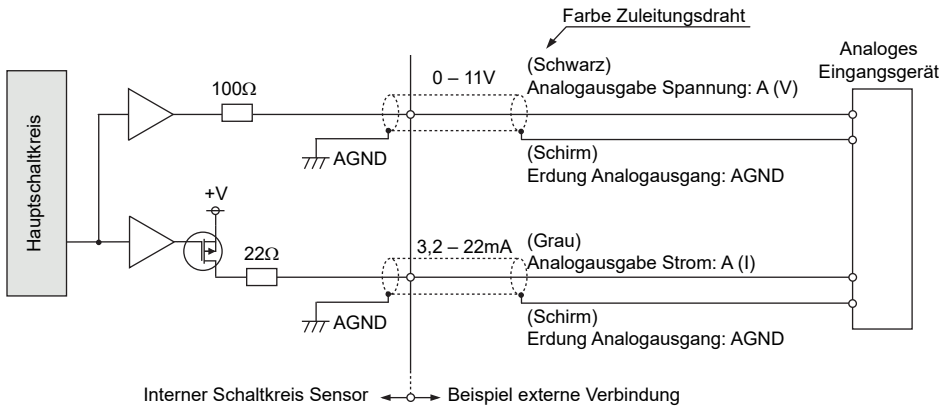 Farbe Zuleitungsdraht
Analoges
Eingangsgerät
Hauptschaltkreis
100Ω
0 – 11V
(Schwarz)
Analogausgabe Spannung: A (V)
AGND
(Schirm)
Erdung Analogausgang: AGND
+V
22Ω
3,2 – 22mA
(Grau)
Analogausgabe Strom: A (I)
AGND
(Schirm)
Erdung Analogausgang: AGND
Interner Schaltkreis Sensor
Beispiel externe Verbindung